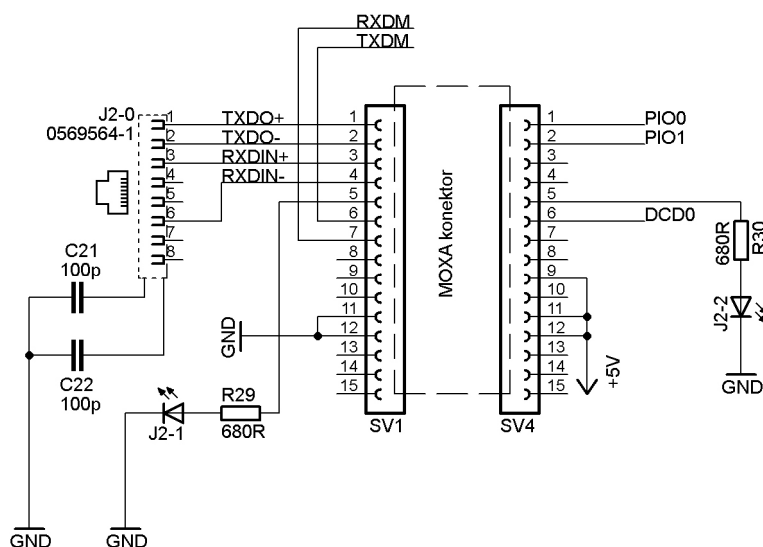 RXDM
TXDM
J2-0
0569564-1
1
2
3
4
5
6
7
8
TXDO+
TXDO-
RXDIN+
RXDIN-
C21
100p
C22
100p
GND
GND
J2-1
R29
680R
GND
1
2
3
4
5
6
7
8
9
10
11
12
13
14
15
SV1
MOXA konektor
1
2
3
4
5
6
7
8
9
10
11
12
13
14
15
SV4
PIO0
PIO1
DCD0
+5V
680R
R30
J2-2
GND